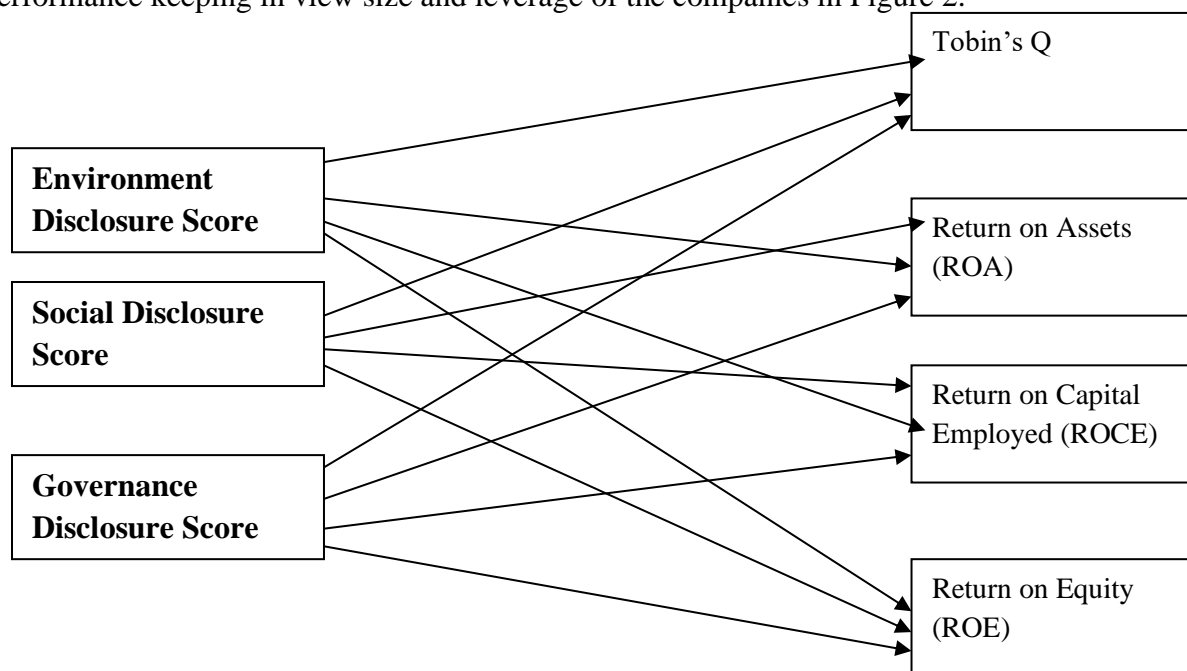 erformance keeping in view size and leverage of the companies in Figure 2.
Tobin’s Q
Environment
Disclosure Score
Return on Assets
(ROA)
Social Disclosure
Score
Return on Capital
Employed (ROCE)
Governance
Disclosure Score
Return on Equity
(ROE)